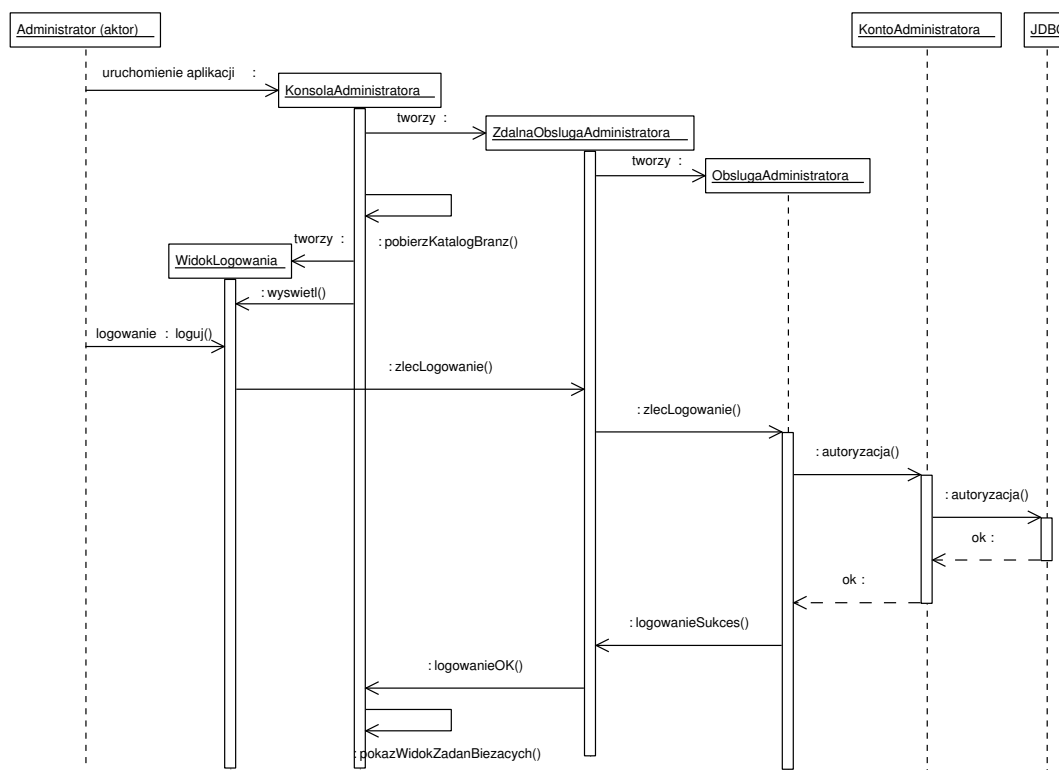 Administrator (aktor)
KontoAdministratora
uruchomienie aplikacji :
KonsolaAdministratora
tworzy :
ZdalnaObslugaAdministratora
tworzy :
ObslugaAdministratora
: pobierzKatalogBranz()
tworzy :
WidokLogowania
: wyswietl()
logowanie : loguj()
: zlecLogowanie()
: zlecLogowanie()
: autoryzacja()
: autoryzacja()
ok :
ok :
: logowanieSukces()
: logowanieOK()
: pokazWidokZadanBiezacych()